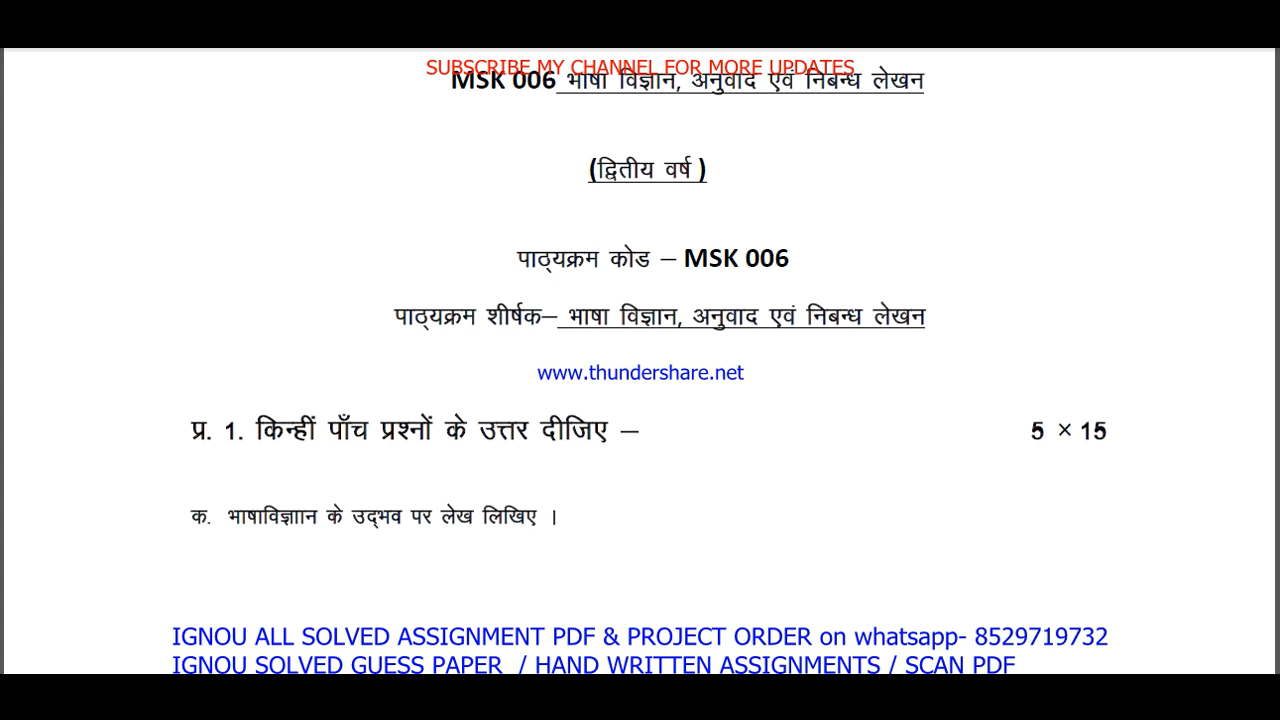 SUBSCRIBE MY CHANNEL FOR MORE UPDATES
MSK 006 भाषा विज्ञान, अनुवाद एवं निबन्ध लेखन
(द्वितीय वर्ष )
पाठ्यक्रम कोड – MSK 006
पाठ्यक्रम शीर्षक– भाषा विज्ञान, अनुवाद एवं निबन्ध लेखन
www.thundershare.net
प्र. 1. किन्हीं पाँच प्रश्नों के उत्तर दीजिए – 5 × 15
क. भाषाविज्ञाान के उद्भव पर लेख लिखिए ।
IGNOU ALL SOLVED ASSIGNMENT PDF & PROJECT ORDER on whatsapp- 8529719732
IGNOU SOLVED GUESS PAPER / HAND WRITTEN ASSIGNMENTS / SCAN PDF